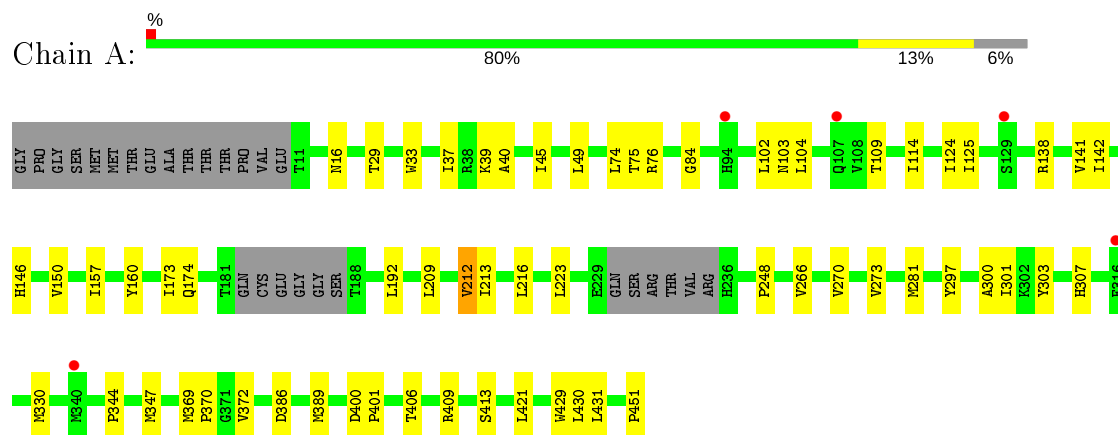 %
Chain A:
80% 13% 6%
GLY PRO GLY SER MET MET THR GLU ALA THR THR THR PRO VAL GLU T11 N16 T29 W33 I37 R38 K39 A40 I45 L49 L74 T75 R76 G84 H94 L102 N103 L104 Q107 V108 T109 I114 I124 I125 S129 R138 V141 I142
H146 V150 I157 Y160 I173 Q174 T181 GLN CYS GLU GLY GLY SER T188 L192 L209 V212 I213 L216 L223 E229 GLN SER ARG THR VAL ARG H236 P248 V266 V270 V273 M281 Y297 A300 I301 K302 Y303 H307
M330 M340 P344 M347 M369 P370 G371 V372 D386 M389 D400 P401 T406 R409 S413 L421 W429 L430 L431 P451